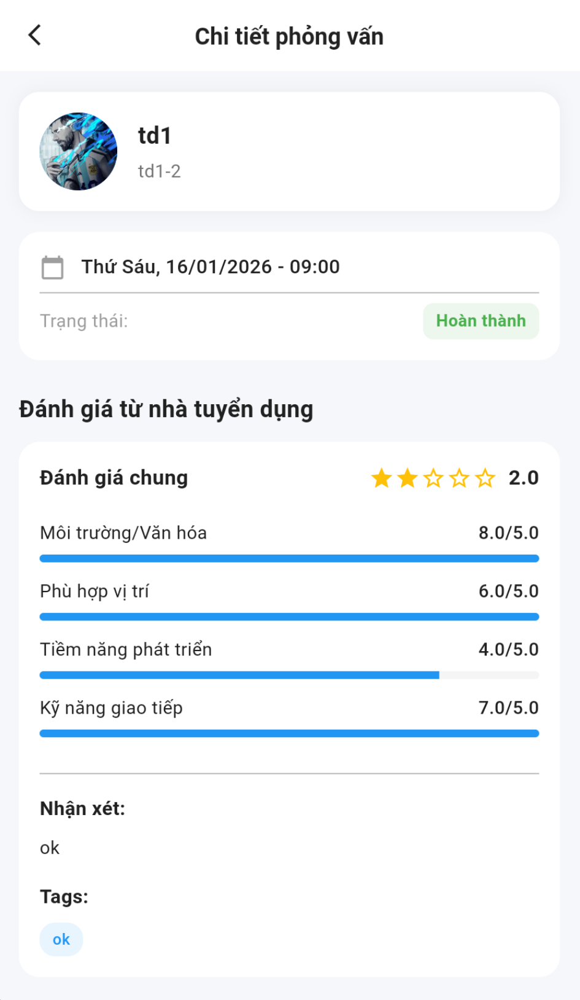 Chi tiết phỏng vấn
td1
td1-2
Thứ Sáu, 16/01/2026 - 09:00
Trạng thái: Hoàn thành
Đánh giá từ nhà tuyển dụng
Đánh giá chung 2.0
Môi trường/Văn hóa 8.0/5.0
Phù hợp vị trí 6.0/5.0
Tiềm năng phát triển 4.0/5.0
Kỹ năng giao tiếp 7.0/5.0
Nhận xét:
ok
Tags:
ok